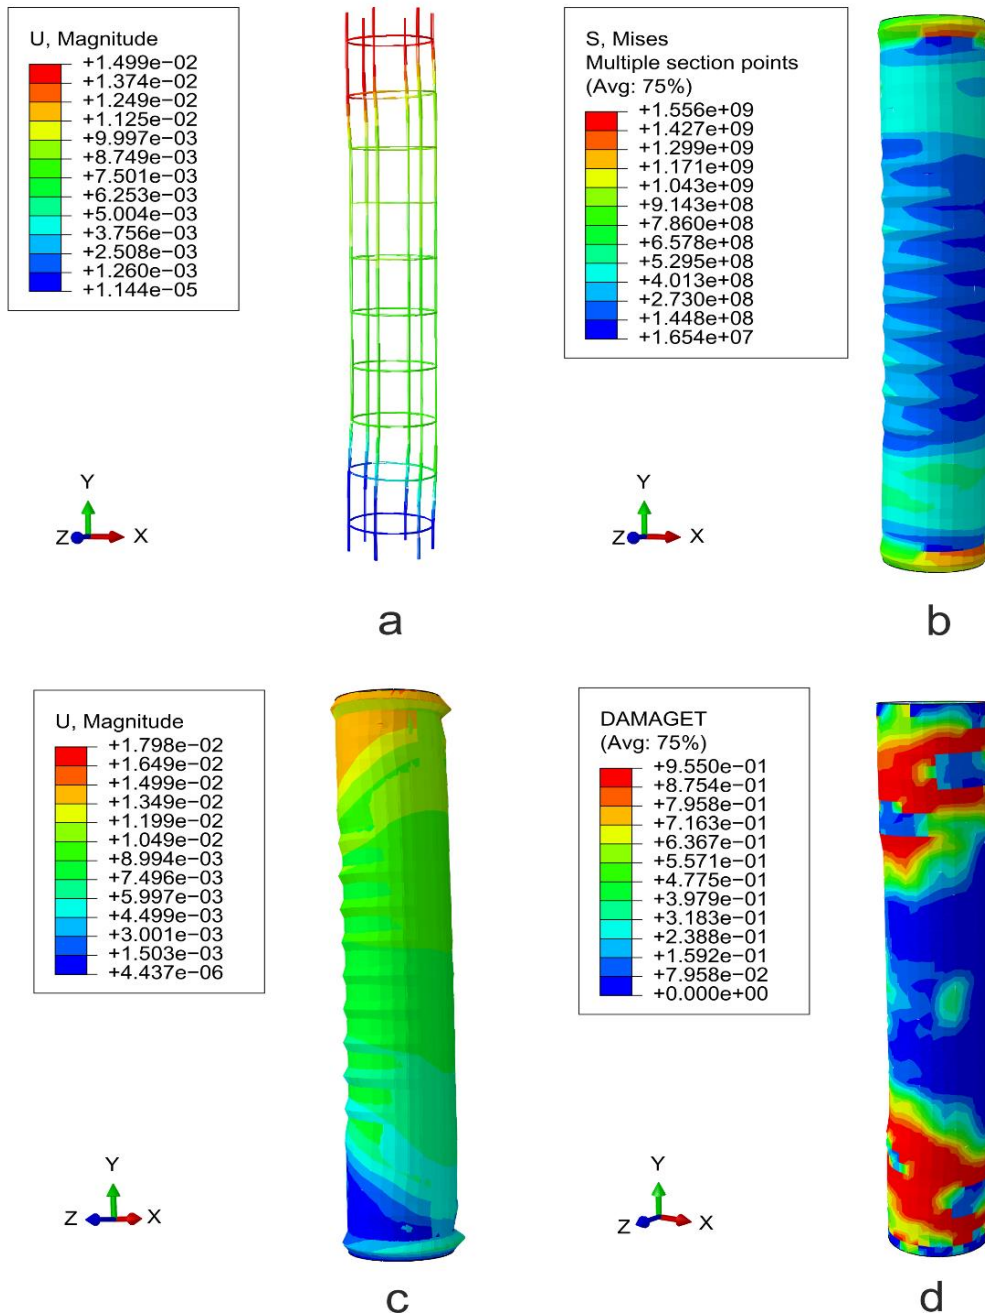 U, Magnitude
+1.499e−02
+1.374e−02
+1.249e−02
+1.125e−02
+9.997e−03
+8.749e−03
+7.501e−03
+6.253e−03
+5.004e−03
+3.756e−03
+2.508e−03
+1.260e−03
+1.144e−05
Y
Z
X
a
S, Mises
Multiple section points
(Avg: 75%)
+1.556e+09
+1.427e+09
+1.299e+09
+1.171e+09
+1.043e+09
+9.143e+08
+7.860e+08
+6.578e+08
+5.295e+08
+4.013e+08
+2.730e+08
+1.448e+08
+1.654e+07
Y
Z
X
b
U, Magnitude
+1.798e−02
+1.649e−02
+1.499e−02
+1.349e−02
+1.199e−02
+1.049e−02
+8.994e−03
+7.496e−03
+5.997e−03
+4.499e−03
+3.001e−03
+1.503e−03
+4.437e−06
Y
Z
X
c
DAMAGET
(Avg: 75%)
+9.550e−01
+8.754e−01
+7.958e−01
+7.163e−01
+6.367e−01
+5.571e−01
+4.775e−01
+3.979e−01
+3.183e−01
+2.388e−01
+1.592e−01
+7.958e−02
+0.000e+00
Y
Z
X
d